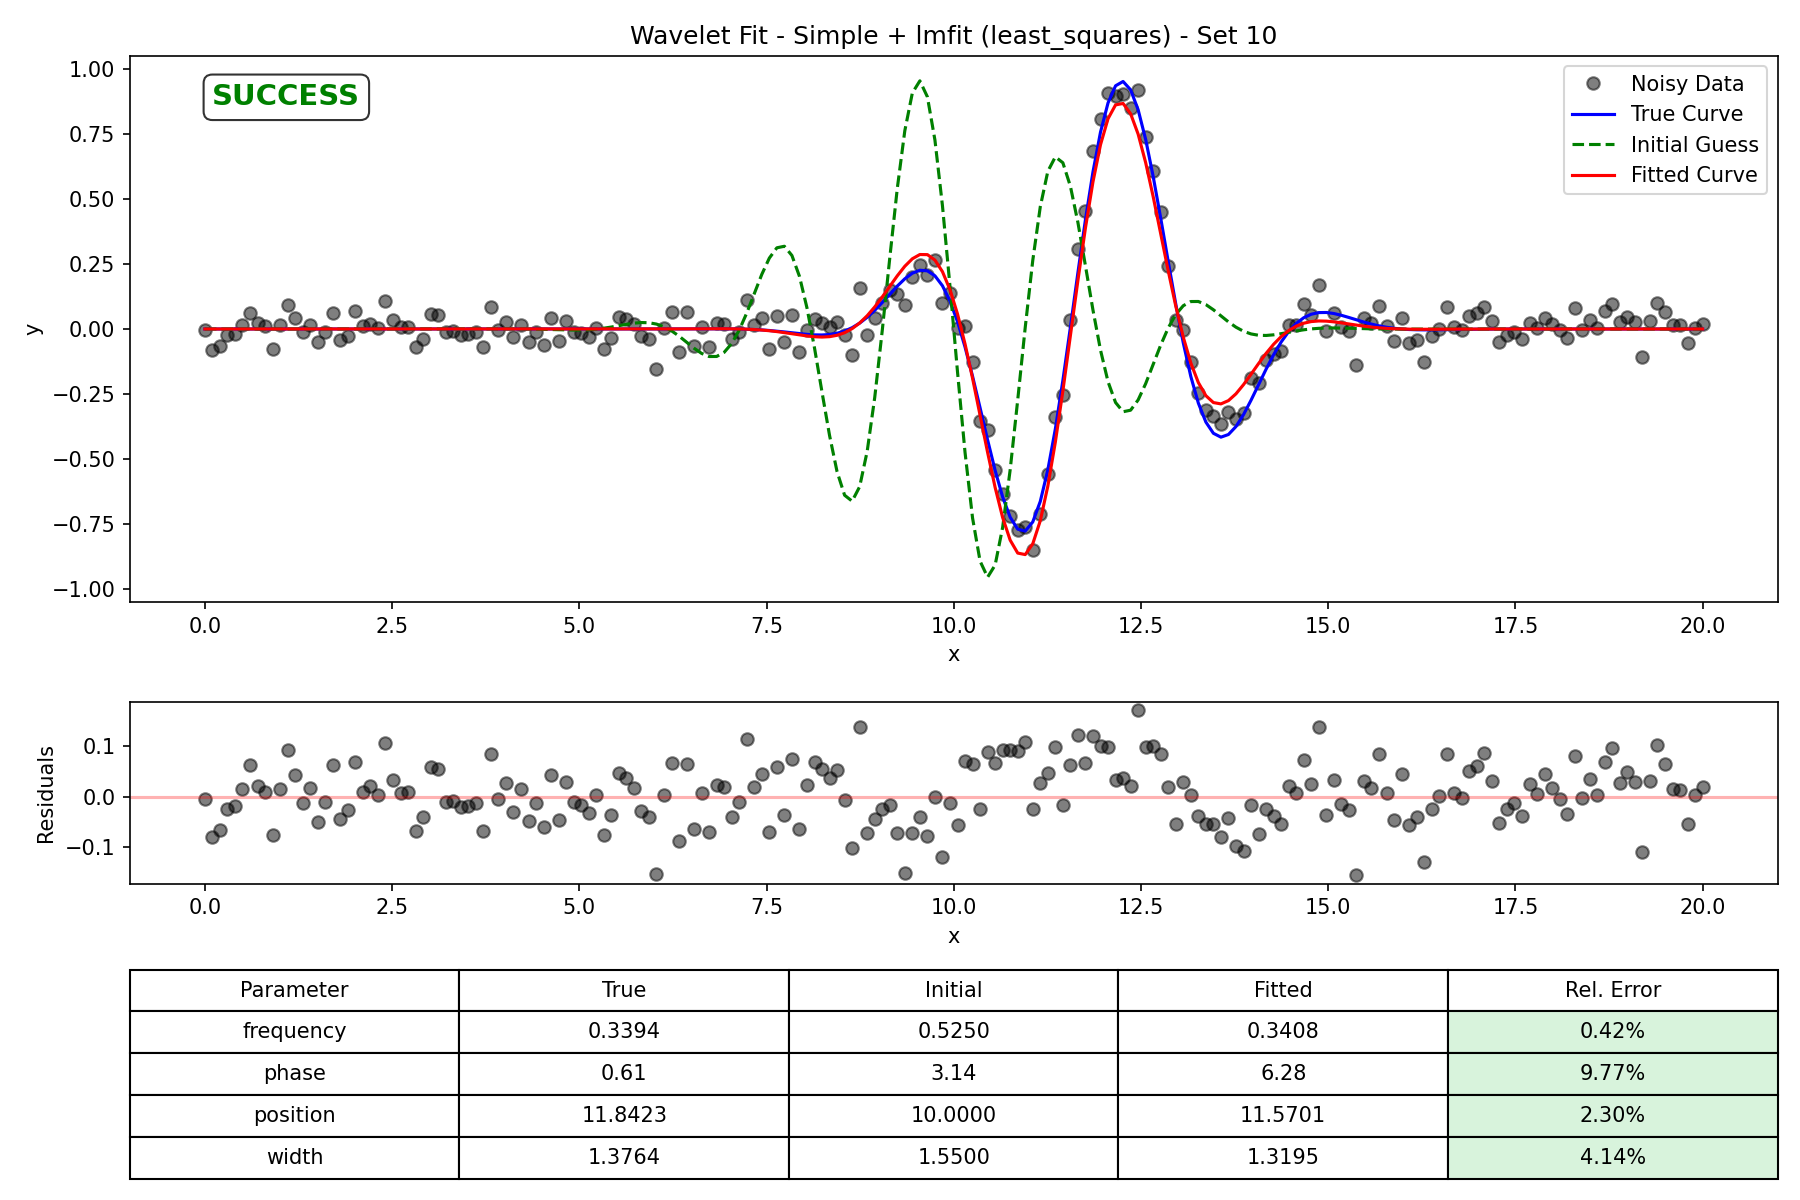 Wavelet Fit - Simple + lmfit (least_squares) - Set 10
SUCCESS
Noisy Data
True Curve
Initial Guess
Fitted Curve
1.00
0.75
0.50
0.25
0.00
−0.25
−0.50
−0.75
−1.00
y
0.0 2.5 5.0 7.5 10.0 12.5 15.0 17.5 20.0
x
0.1
0.0
−0.1
Residuals
0.0 2.5 5.0 7.5 10.0 12.5 15.0 17.5 20.0
x
Parameter True Initial Fitted Rel. Error
frequency 0.3394 0.5250 0.3408 0.42%
phase 0.61 3.14 6.28 9.77%
position 11.8423 10.0000 11.5701 2.30%
width 1.3764 1.5500 1.3195 4.14%